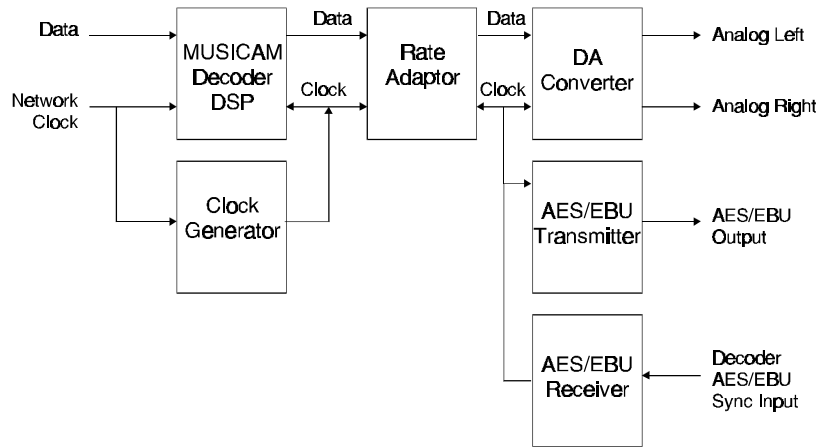 Data
Network
Clock
MUSICAM
Decoder
DSP
Data
Clock
Clock
Generator
Rate
Adaptor
Data
Clock
DA
Converter
Analog Left
Analog Right
AES/EBU
Transmitter
AES/EBU
Output
AES/EBU
Receiver
Decoder
AES/EBU
Sync Input